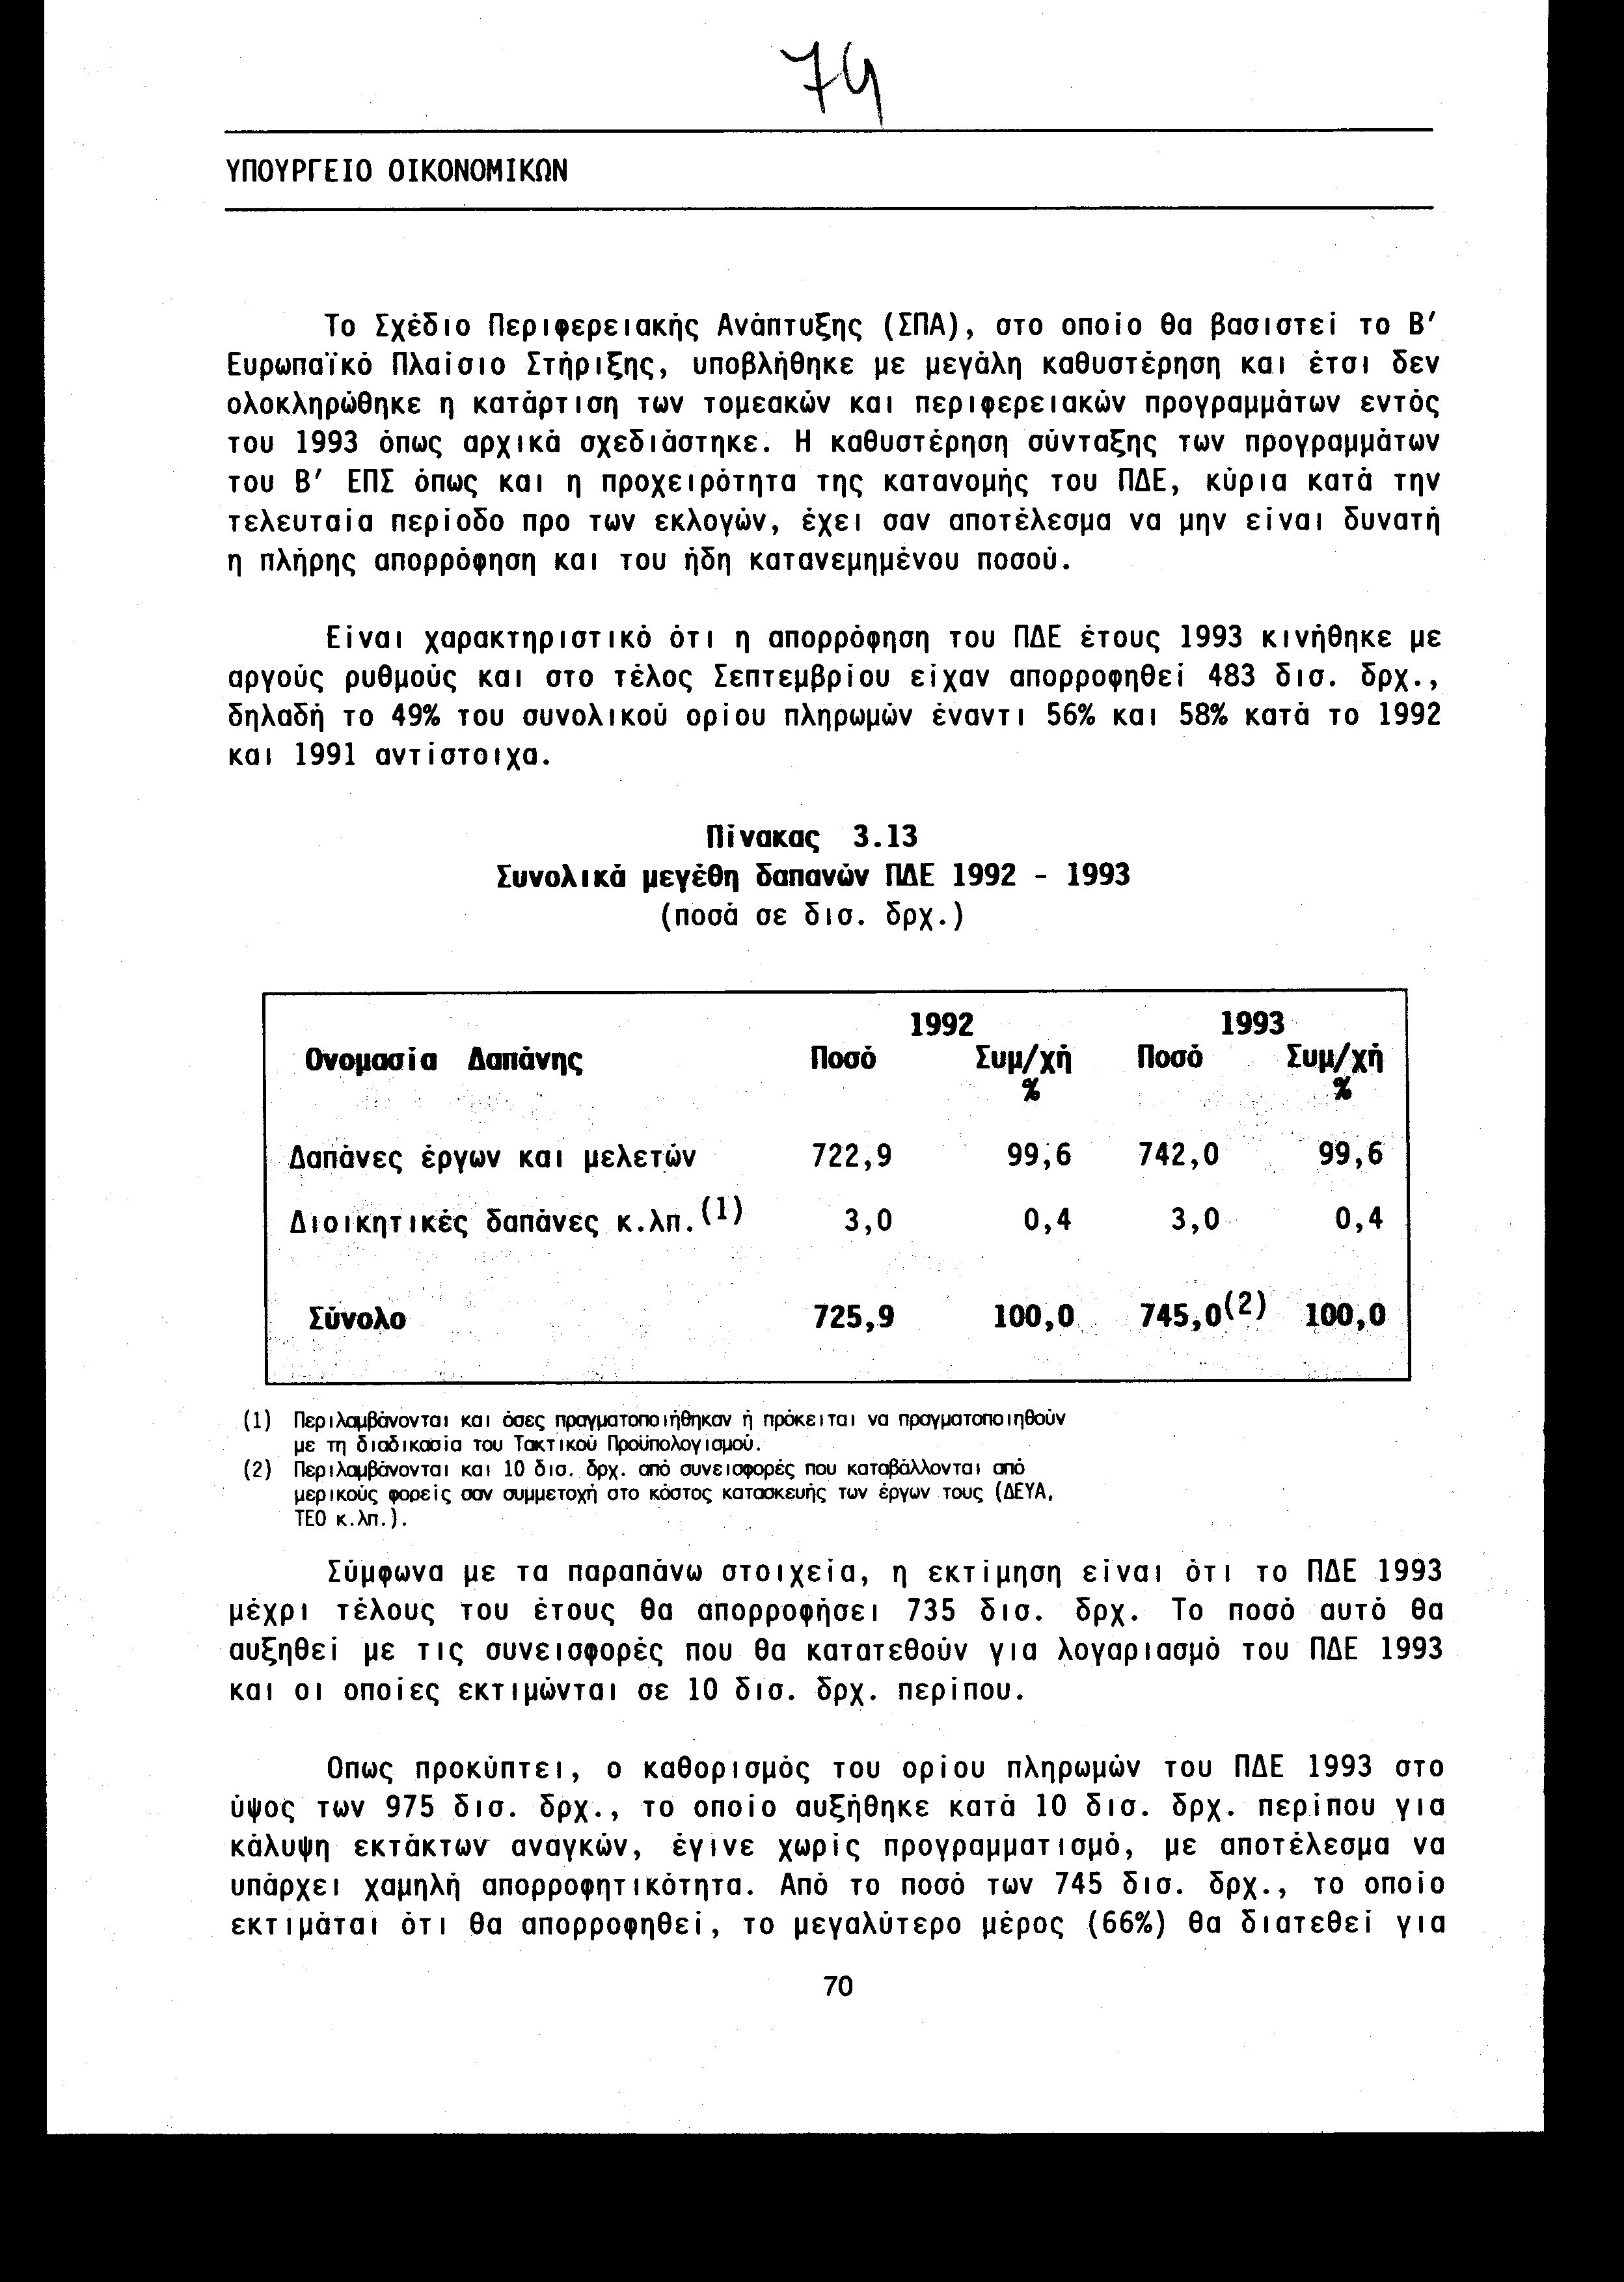 74
ΥΠΟΥΡΓΕΙΟ ΟΙΚΟΝΟΜΙΚΩΝ
Το Σχέδιο Περιφερειακής Ανάπτυξης (ΣΠΑ), στο οποίο θα βασιστεί το Β'
Ευρωπαϊκό Πλαίσιο Στήριξης, υποβλήθηκε με μεγάλη καθυστέρηση και έτσι δεν
ολοκληρώθηκε η κατάρτιση των τομεακών και περιφερειακών προγραμμάτων εντός
του 1993 όπως αρχικά σχεδιάστηκε. Η καθυστέρηση σύνταξης των προγραμμάτων
του Β' ΕΠΣ όπως και η προχειρότητα της κατανομής του ΠΔΕ, κύρια κατά την
τελευταία περίοδο προ των εκλογών, έχει σαν αποτέλεσμα να μην είναι δυνατή
η πλήρης απορρόφηση και του ήδη κατανεμημένου ποσού.
Είναι χαρακτηριστικό ότι η απορρόφηση του ΠΔΕ έτους 1993 κινήθηκε με
αργούς ρυθμούς και στο τέλος Σεπτεμβρίου είχαν απορροφηθεί 483 δισ. δρχ.,
δηλαδή το 49% του συνολικού ορίου πληρωμών έναντι 56% και 58% κατά το 1992
και 1991 αντίστοιχα.
Πίνακας 3.13
Συνολικά μεγέθη δαπανών ΠΔΕ 1992 - 1993
(ποσά σε δισ. δρχ.)
1992 1993
Ονομασία Δαπάνης Ποσό Συμ/χή Ποσό Συμ/χή
% %
Δαπάνες έργων και μελετών 722,9 99,6 742,0 99,6
Διοικητικές δαπάνες κ.λπ.(1) 3,0 0,4 3,0 0,4
Σύνολο 725,9 100,0 745,0(2) 100,0
(1) Περιλαμβάνονται και όσες πραγματοποιήθηκαν ή πρόκειται να πραγματοποιηθούν
με τη διαδικασία του Τακτικού Προϋπολογισμού.
(2) Περιλαμβάνονται και 10 δισ. δρχ. από συνεισφορές που καταβάλλονται από
μερικούς φορείς σαν συμμετοχή στο κόστος κατασκευής των έργων τους (ΔΕΥΑ,
ΤΕΟ κ.λπ.).
Σύμφωνα με τα παραπάνω στοιχεία, η εκτίμηση είναι ότι το ΠΔΕ 1993
μέχρι τέλους του έτους θα απορροφήσει 735 δισ. δρχ. Το ποσό αυτό θα
αυξηθεί με τις συνεισφορές που θα κατατεθούν για λογαριασμό του ΠΔΕ 1993
και οι οποίες εκτιμώνται σε 10 δισ. δρχ. περίπου.
Οπως προκύπτει, ο καθορισμός του ορίου πληρωμών του ΠΔΕ 1993 στο
ύψος των 975 δισ. δρχ., το οποίο αυξήθηκε κατά 10 δισ. δρχ. περίπου για
κάλυψη εκτάκτων αναγκών, έγινε χωρίς προγραμματισμό, με αποτέλεσμα να
υπάρχει χαμηλή απορροφητικότητα. Από το ποσό των 745 δισ. δρχ., το οποίο
εκτιμάται ότι θα απορροφηθεί, το μεγαλύτερο μέρος (66%) θα διατεθεί για
70